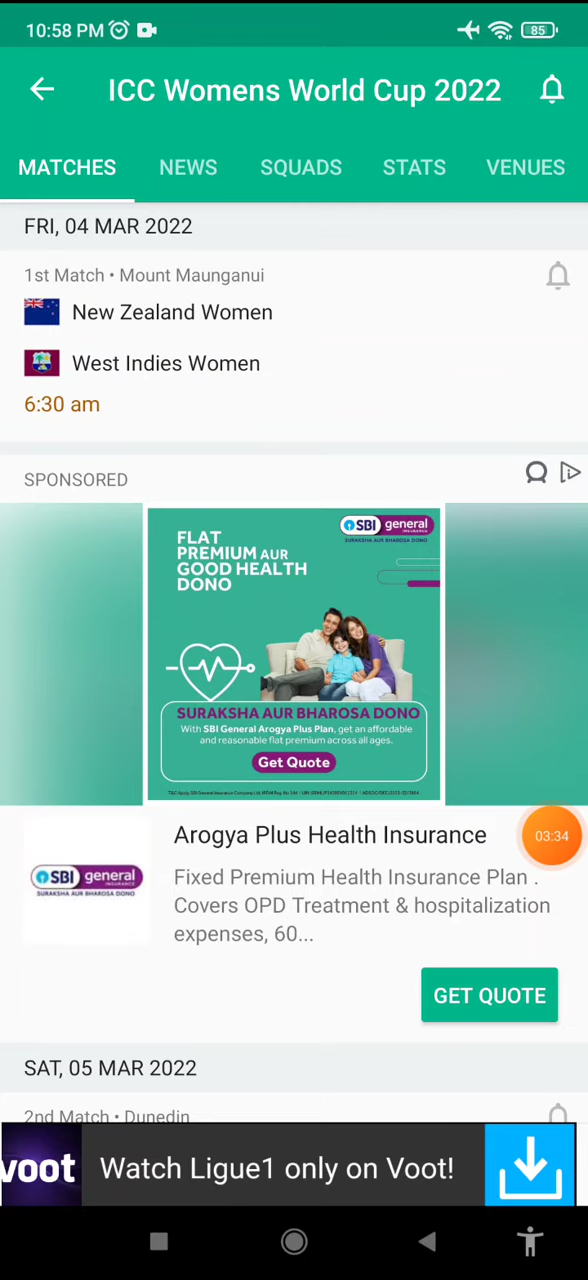 10:58 PM
85
ICC Womens World Cup 2022
MATCHES NEWS SQUADS STATS VENUES
FRI, 04 MAR 2022
1st Match • Mount Maunganui
New Zealand Women
West Indies Women
6:30 am
SPONSORED
SBI general
INSURANCE
SURAKSHA AUR BHAROSA DONO
FLAT
PREMIUM AUR
GOOD HEALTH
DONO
SURAKSHA AUR BHAROSA DONO
With SBI General Arogya Plus Plan, get an affordable
and reasonable flat premium across all ages.
Get Quote
Arogya Plus Health Insurance
03:34
SBI general
INSURANCE
SURAKSHA AUR BHAROSA DONO
Fixed Premium Health Insurance Plan .
Covers OPD Treatment & hospitalization
expenses, 60...
GET QUOTE
SAT, 05 MAR 2022
2nd Match • Dunedin
voot
Watch Ligue1 only on Voot!